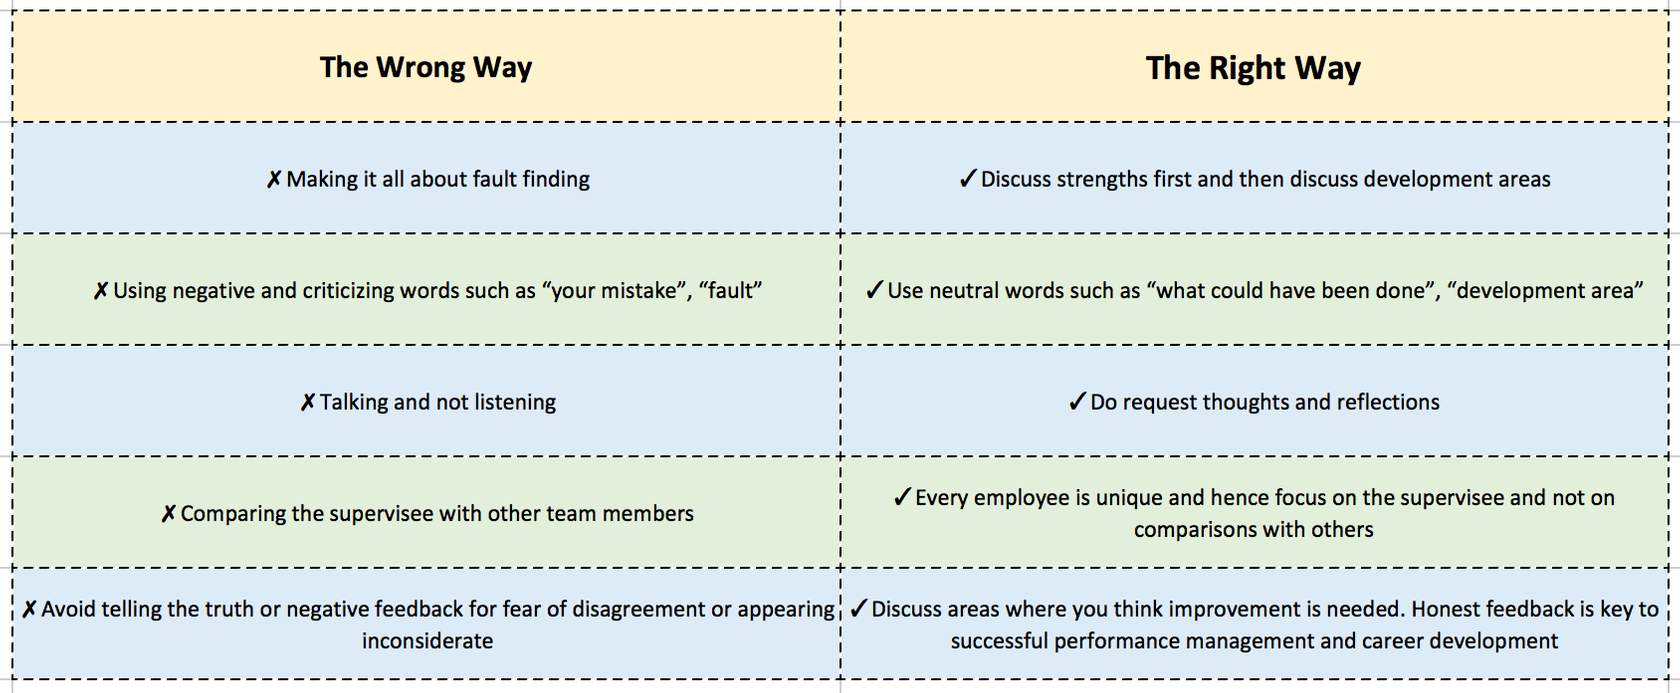 The Wrong Way
The Right Way
✗ Making it all about fault finding
✓Discuss strengths first and then discuss development areas
✗ Using negative and criticizing words such as “your mistake”, “fault”
✓Use neutral words such as “what could have been done”, “development area”
✗ Talking and not listening
✓Do request thoughts and reflections
✗ Comparing the supervisee with other team members
✓Every employee is unique and hence focus on the supervisee and not on
comparisons with others
✗ Avoid telling the truth or negative feedback for fear of disagreement or appearing
inconsiderate
✓Discuss areas where you think improvement is needed. Honest feedback is key to
successful performance management and career development